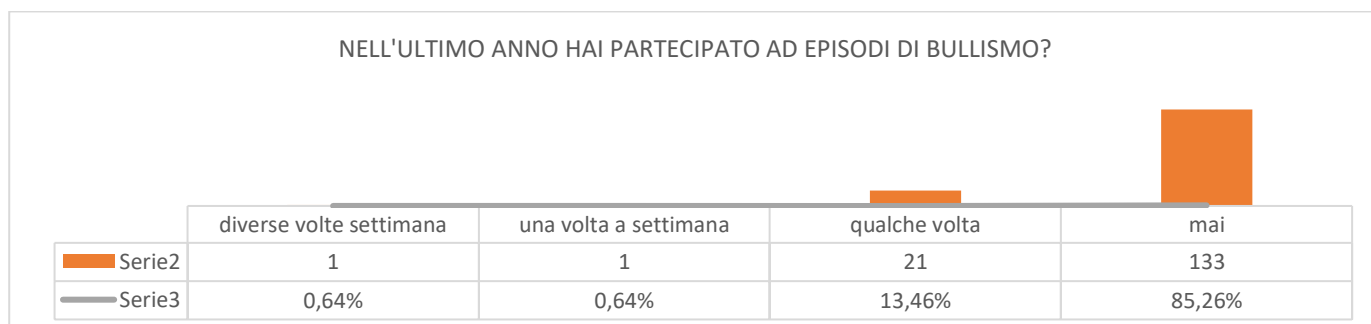 NELL'ULTIMO ANNO HAI PARTECIPATO AD EPISODI DI BULLISMO?
diverse volte settimana una volta a settimana qualche volta mai
Serie2 1 1 21 133
Serie3 0,64% 0,64% 13,46% 85,26%